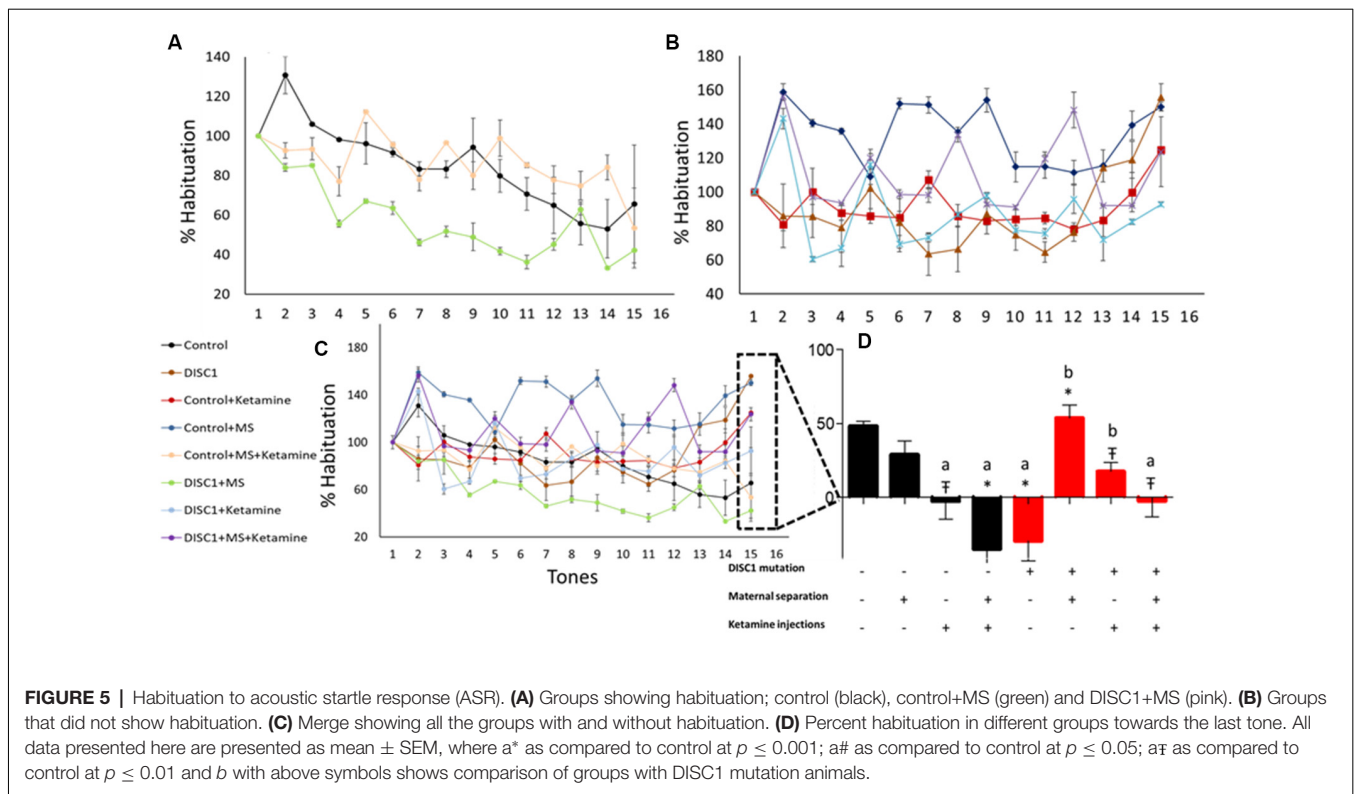 A
% Habituation
140
120
100
80
60
40
20
1 2 3 4 5 6 7 8 9 10 11 12 13 14 15 16
B
% Habituation
180
160
140
120
100
80
60
40
1 2 3 4 5 6 7 8 9 10 11 12 13 14 15 16
Control
DISC1
Control+Ketamine
Control+MS
Control+MS+Ketamine
DISC1+MS
DISC1+Ketamine
DISC1+MS+Ketamine
C
% Habituation
180
140
100
60
20
1 2 3 4 5 6 7 8 9 10 11 12 13 14 15 16
Tones
D
100
50
0
a
Ŧ
a
*
a
*
b
*
b
Ŧ
a
Ŧ
DISC1 mutation - - - - + + + +
Maternal separation - + - + - + - +
Ketamine injections - - + + - - + +
FIGURE 5 | Habituation to acoustic startle response (ASR). (A) Groups showing habituation; control (black), control+MS (green) and DISC1+MS (pink). (B) Groups
that did not show habituation. (C) Merge showing all the groups with and without habituation. (D) Percent habituation in different groups towards the last tone. All
data presented here are presented as mean ± SEM, where a* as compared to control at p ≤ 0.001; a# as compared to control at p ≤ 0.05; aŧ as compared to
control at p ≤ 0.01 and b with above symbols shows comparison of groups with DISC1 mutation animals.